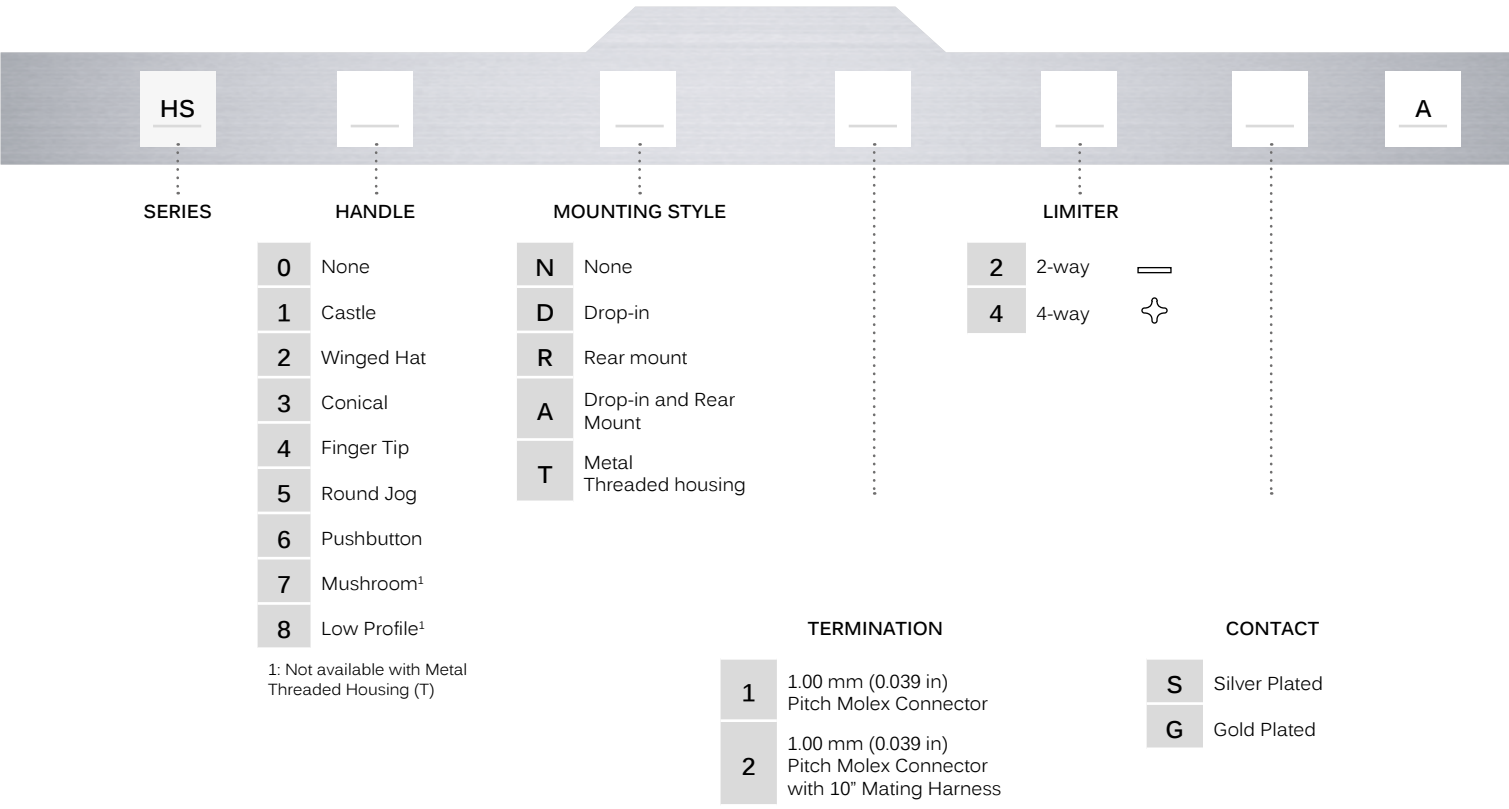 HS
A
SERIES
HANDLE
0 None
1 Castle
2 Winged Hat
3 Conical
4 Finger Tip
5 Round Jog
6 Pushbutton
7 Mushroom¹
8 Low Profile¹
1: Not available with Metal
Threaded Housing (T)
MOUNTING STYLE
N None
D Drop-in
R Rear mount
A Drop-in and Rear
Mount
T Metal
Threaded housing
LIMITER
2 2-way
4 4-way
TERMINATION
1 1.00 mm (0.039 in)
Pitch Molex Connector
2 1.00 mm (0.039 in)
Pitch Molex Connector
with 10” Mating Harness
CONTACT
S Silver Plated
G Gold Plated